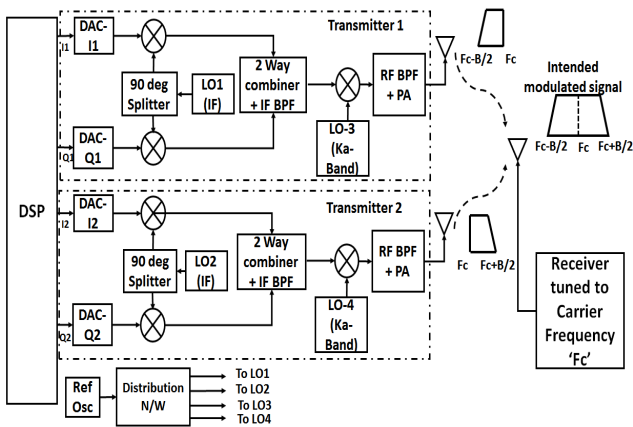 DSP
Transmitter 1
I1
DAC-
I1
90 deg
Splitter
LO1
(IF)
Q1
DAC-
Q1
2 Way
combiner
+ IF BPF
LO-3
(Ka-
Band)
RF BPF
+ PA
Fc-B/2 Fc
Intended
modulated signal
Fc-B/2 Fc Fc+B/2
Transmitter 2
I2
DAC-
I2
90 deg
Splitter
LO2
(IF)
Q2
DAC-
Q2
2 Way
combiner
+ IF BPF
LO-4
(Ka-
Band)
RF BPF
+ PA
Fc Fc+B/2
Receiver
tuned to
Carrier
Frequency
‘Fc’
Ref
Osc
Distribution
N/W
To LO1
To LO2
To LO3
To LO4